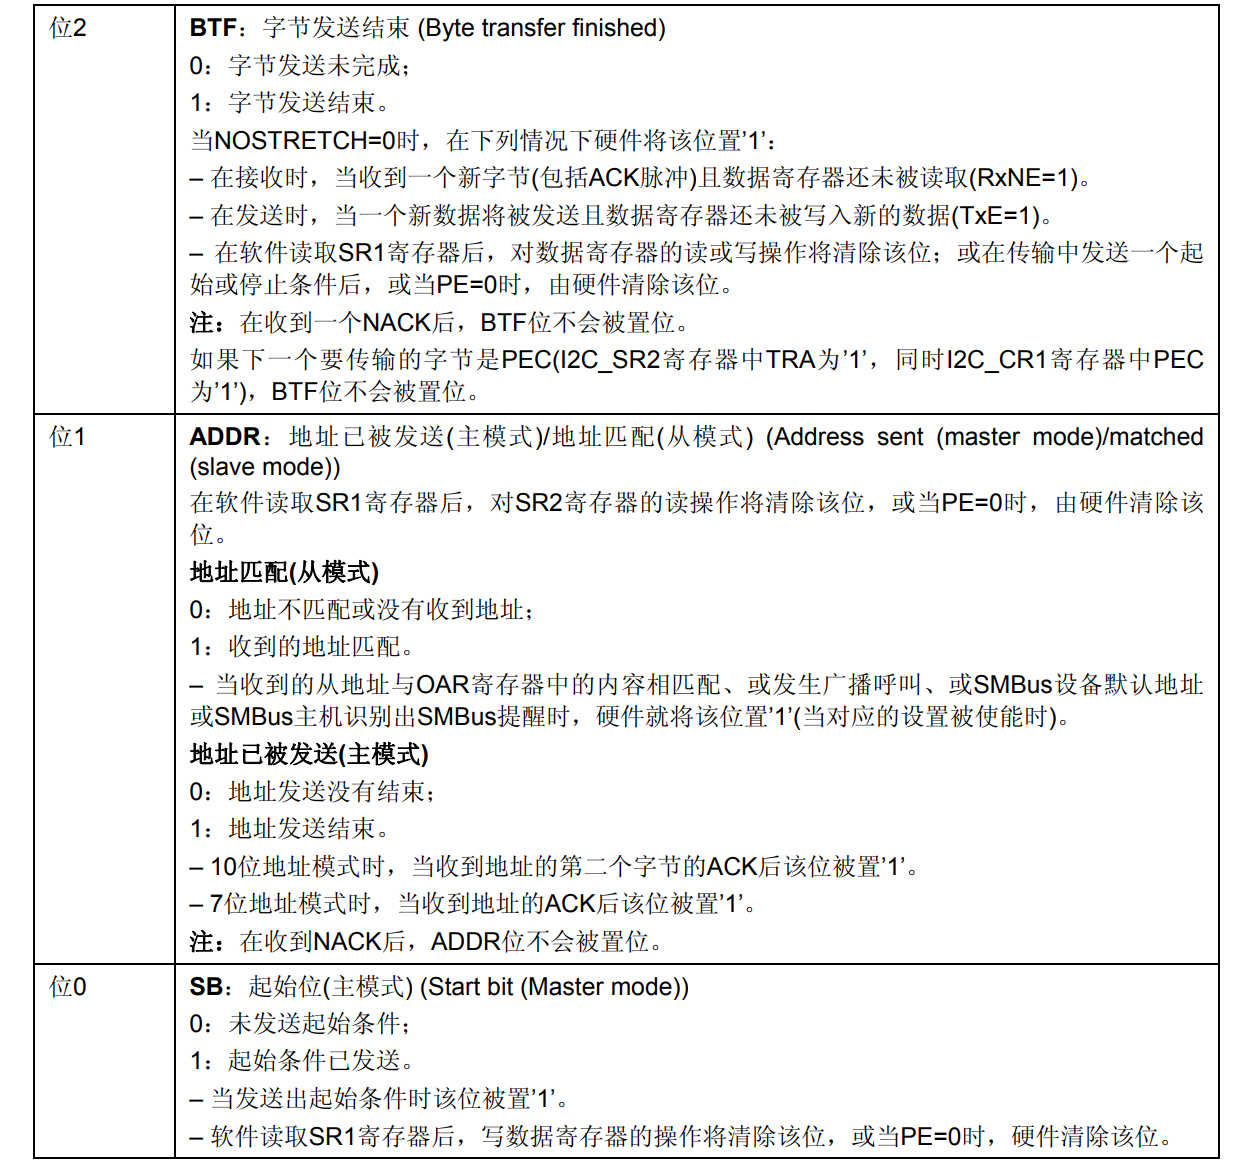 位2
BTF：字节发送结束 (Byte transfer finished)
0：字节发送未完成；
1：字节发送结束。
当NOSTRETCH=0时，在下列情况下硬件将该位置’1’：
– 在接收时，当收到一个新字节(包括ACK脉冲)且数据寄存器还未被读取(RxNE=1)。
– 在发送时，当一个新数据将被发送且数据寄存器还未被写入新的数据(TxE=1)。
– 在软件读取SR1寄存器后，对数据寄存器的读或写操作将清除该位；或在传输中发送一个起
始或停止条件后，或当PE=0时，由硬件清除该位。
注：在收到一个NACK后，BTF位不会被置位。
如果下一个要传输的字节是PEC(I2C_SR2寄存器中TRA为’1’，同时I2C_CR1寄存器中PEC
为’1’)，BTF位不会被置位。
位1
ADDR：地址已被发送(主模式)/地址匹配(从模式) (Address sent (master mode)/matched
(slave mode))
在软件读取SR1寄存器后，对SR2寄存器的读操作将清除该位，或当PE=0时，由硬件清除该
位。
地址匹配(从模式)
0：地址不匹配或没有收到地址；
1：收到的地址匹配。
– 当收到的从地址与OAR寄存器中的内容相匹配、或发生广播呼叫、或SMBus设备默认地址
或SMBus主机识别出SMBus提醒时，硬件就将该位置’1’(当对应的设置被使能时)。
地址已被发送(主模式)
0：地址发送没有结束；
1：地址发送结束。
– 10位地址模式时，当收到地址的第二个字节的ACK后该位被置’1’。
– 7位地址模式时，当收到地址的ACK后该位被置’1’。
注：在收到NACK后，ADDR位不会被置位。
位0
SB：起始位(主模式) (Start bit (Master mode))
0：未发送起始条件；
1：起始条件已发送。
– 当发送出起始条件时该位被置’1’。
– 软件读取SR1寄存器后，写数据寄存器的操作将清除该位，或当PE=0时，硬件清除该位。